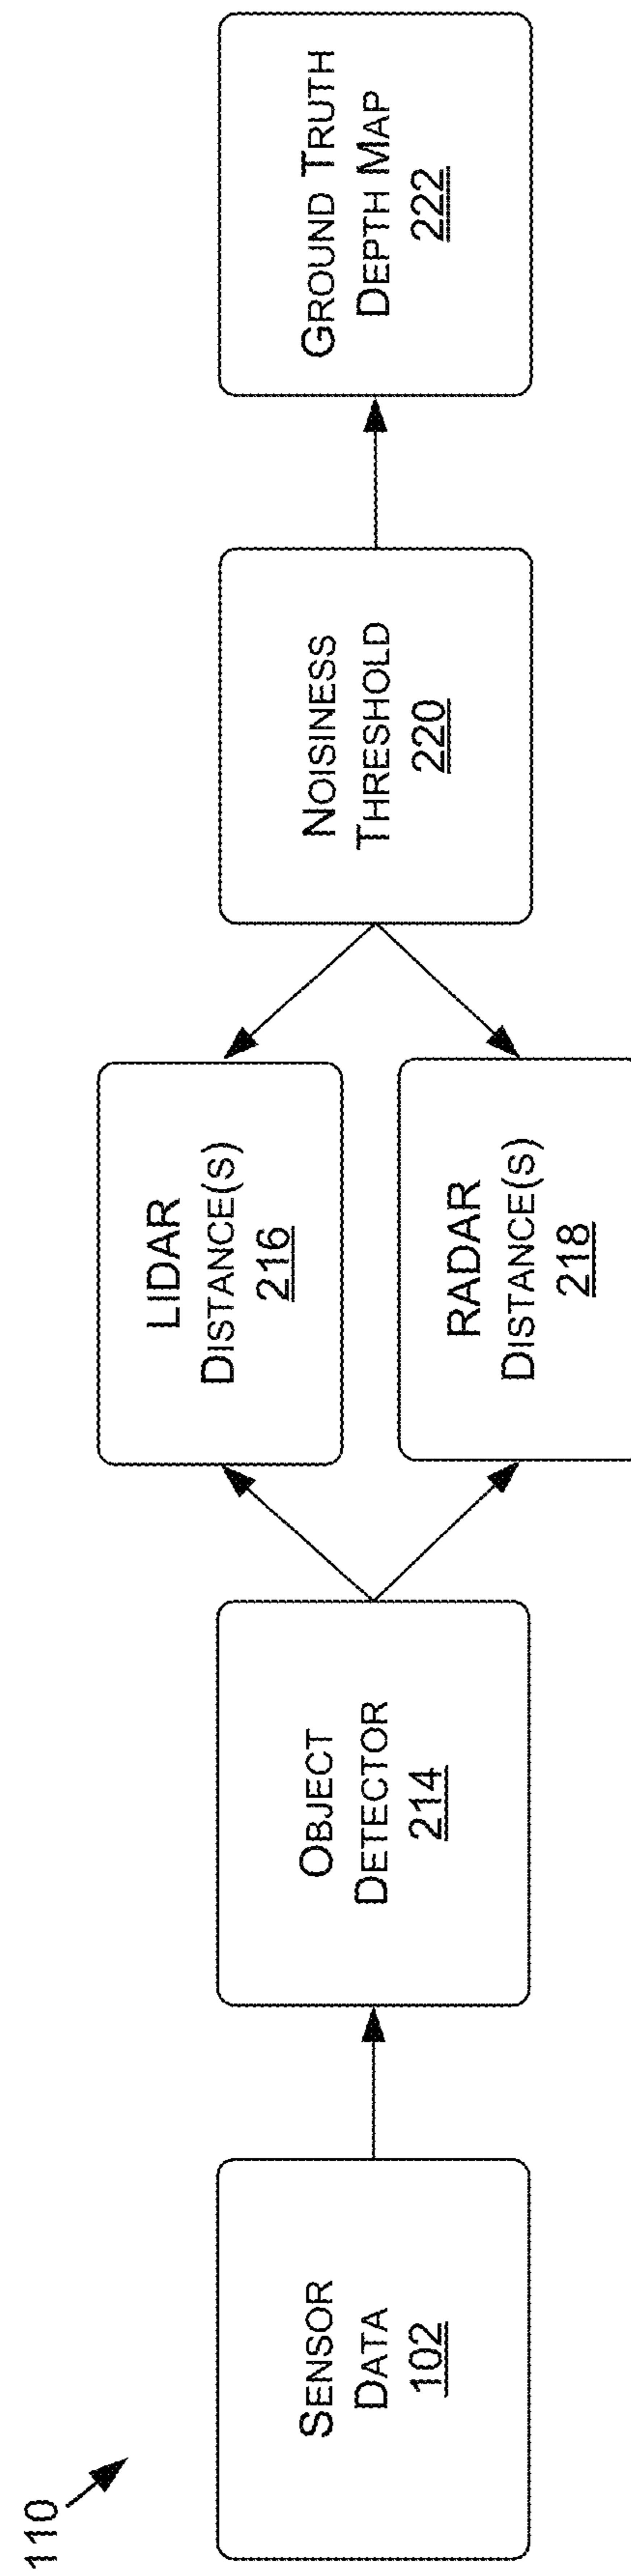 110
SENSOR
DATA
102
OBJECT
DETECTOR
214
LIDAR
DISTANCE(S)
216
RADAR
DISTANCE(S)
218
NOISINESS
THRESHOLD
220
GROUND TRUTH
DEPTH MAP
222